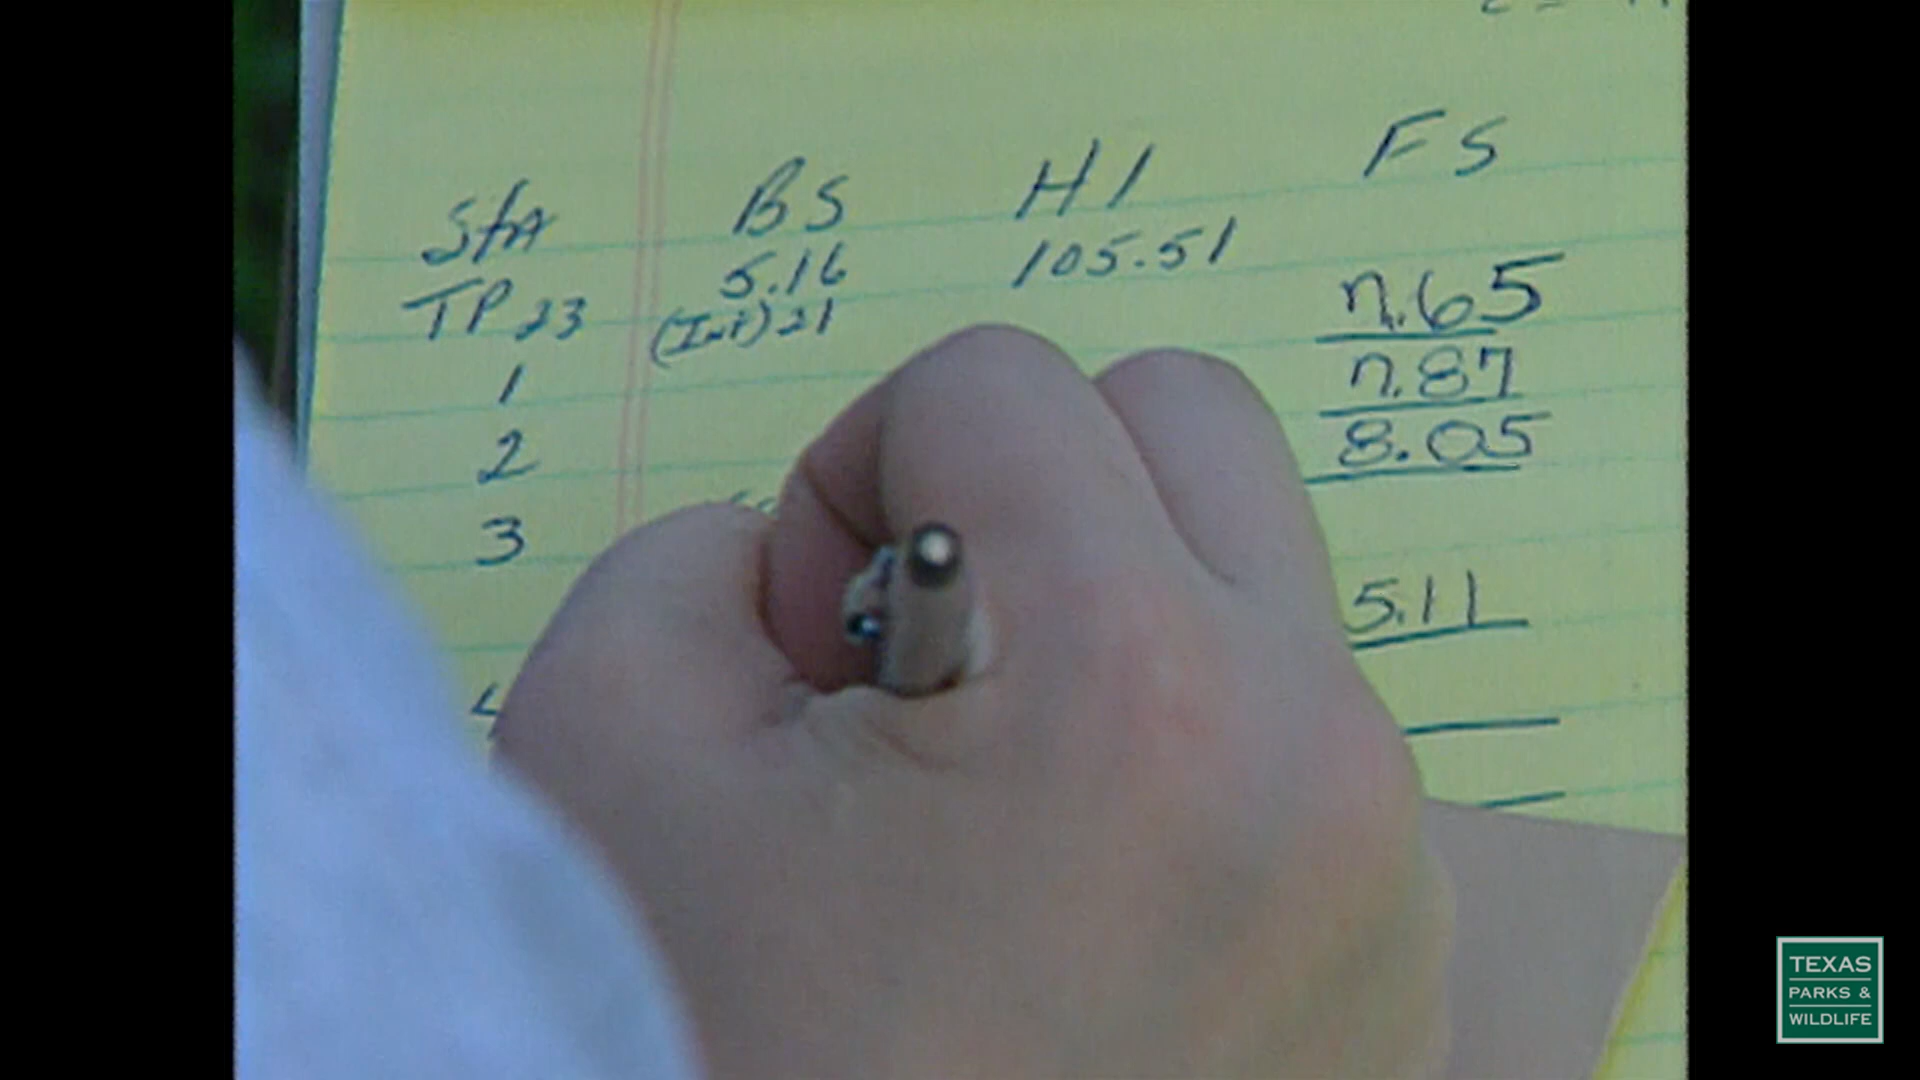 StA BS HI FS
TP 23 5.16 105.51 7.65
1 (Int) 21 7.87
2 8.05
3 5.11
TEXAS
PARKS &
WILDLIFE